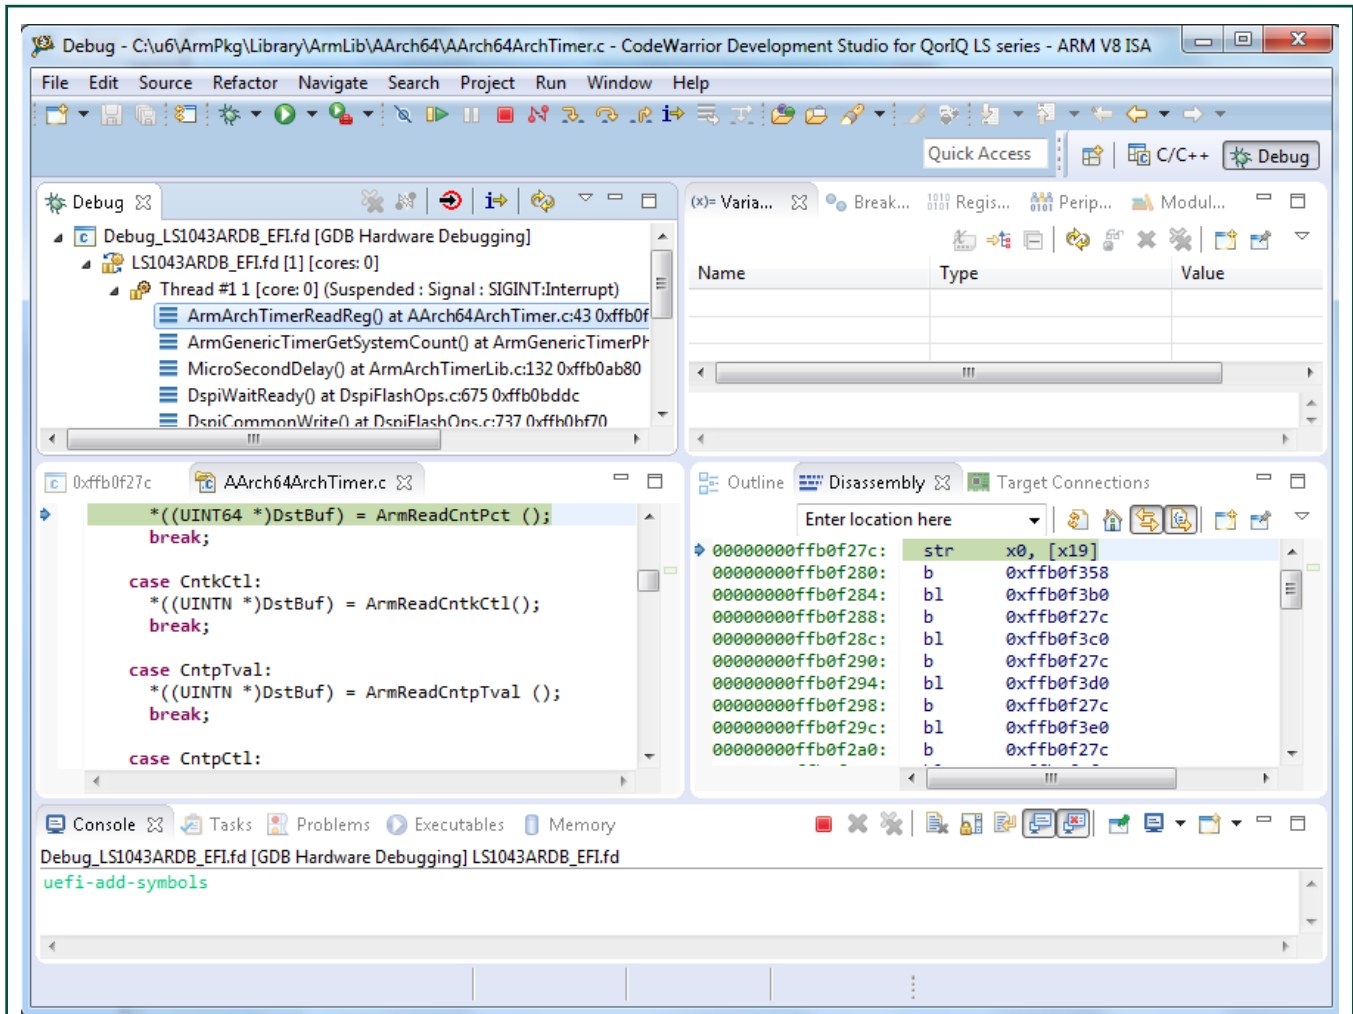 Debug - C:\u6\ArmPkg\Library\ArmLib\AArch64\AArch64ArchTimer.c - CodeWarrior Development Studio for QorIQ LS series - ARM V8 ISA
File Edit Source Refactor Navigate Search Project Run Window Help
Quick Access C/C++ Debug
Debug
Debug_LS1043ARDB_EFI.fd [GDB Hardware Debugging]
LS1043ARDB_EFI.fd [1] [cores: 0]
Thread #1 1 [core: 0] (Suspended : Signal : SIGINT:Interrupt)
ArmArchTimerReadReg() at AArch64ArchTimer.c:43 0xffb0f
ArmGenericTimerGetSystemCount() at ArmGenericTimerPh
MicroSecondDelay() at ArmArchTimerLib.c:132 0xffb0ab80
DspiWaitReady() at DspiFlashOps.c:675 0xffb0bddc
DspiCommonWrite() at DspiFlashOps.c:737 0xffb0bf70
(x)= Varia... Break... Regis... Perip... Modul...
Name Type Value
0xffb0f27c AArch64ArchTimer.c
*((UINT64 *)DstBuf) = ArmReadCntPct ();
break;
case CntkCtl:
*((UINTN *)DstBuf) = ArmReadCntkCtl();
break;
case CntpTval:
*((UINTN *)DstBuf) = ArmReadCntpTval ();
break;
case CntpCtl:
Outline Disassembly Target Connections
Enter location here
00000000ffb0f27c: str x0, [x19]
00000000ffb0f280: b 0xffb0f358
00000000ffb0f284: bl 0xffb0f3b0
00000000ffb0f288: b 0xffb0f27c
00000000ffb0f28c: bl 0xffb0f3c0
00000000ffb0f290: b 0xffb0f27c
00000000ffb0f294: bl 0xffb0f3d0
00000000ffb0f298: b 0xffb0f27c
00000000ffb0f29c: bl 0xffb0f3e0
00000000ffb0f2a0: b 0xffb0f27c
Console Tasks Problems Executables Memory
Debug_LS1043ARDB_EFI.fd [GDB Hardware Debugging] LS1043ARDB_EFI.fd
uefi-add-symbols